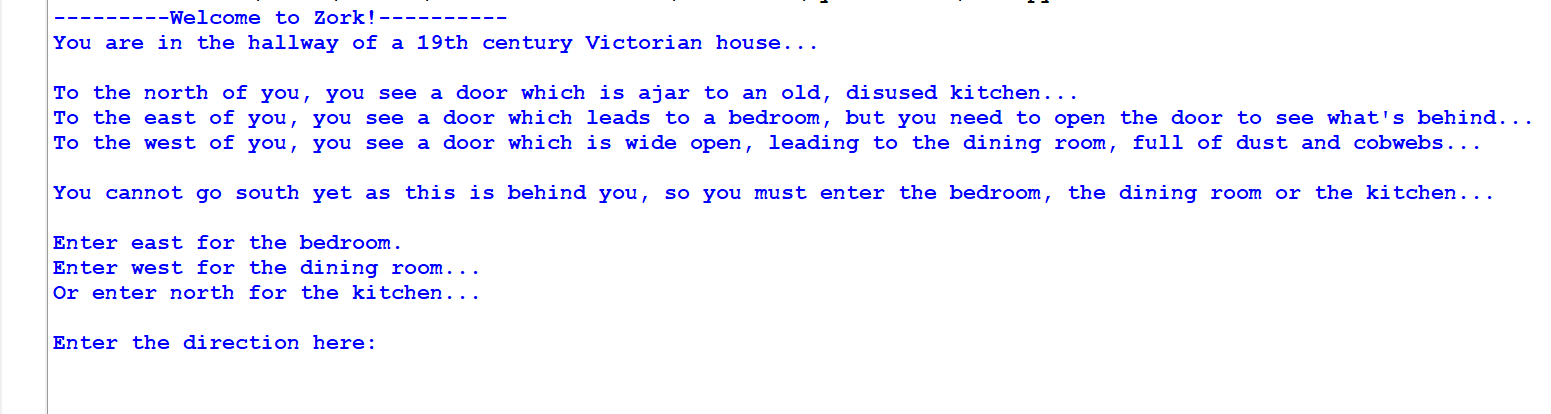 ---------Welcome to Zork!----------
You are in the hallway of a 19th century Victorian house...
To the north of you, you see a door which is ajar to an old, disused kitchen...
To the east of you, you see a door which leads to a bedroom, but you need to open the door to see what's behind...
To the west of you, you see a door which is wide open, leading to the dining room, full of dust and cobwebs...
You cannot go south yet as this is behind you, so you must enter the bedroom, the dining room or the kitchen...
Enter east for the bedroom.
Enter west for the dining room...
Or enter north for the kitchen...
Enter the direction here: